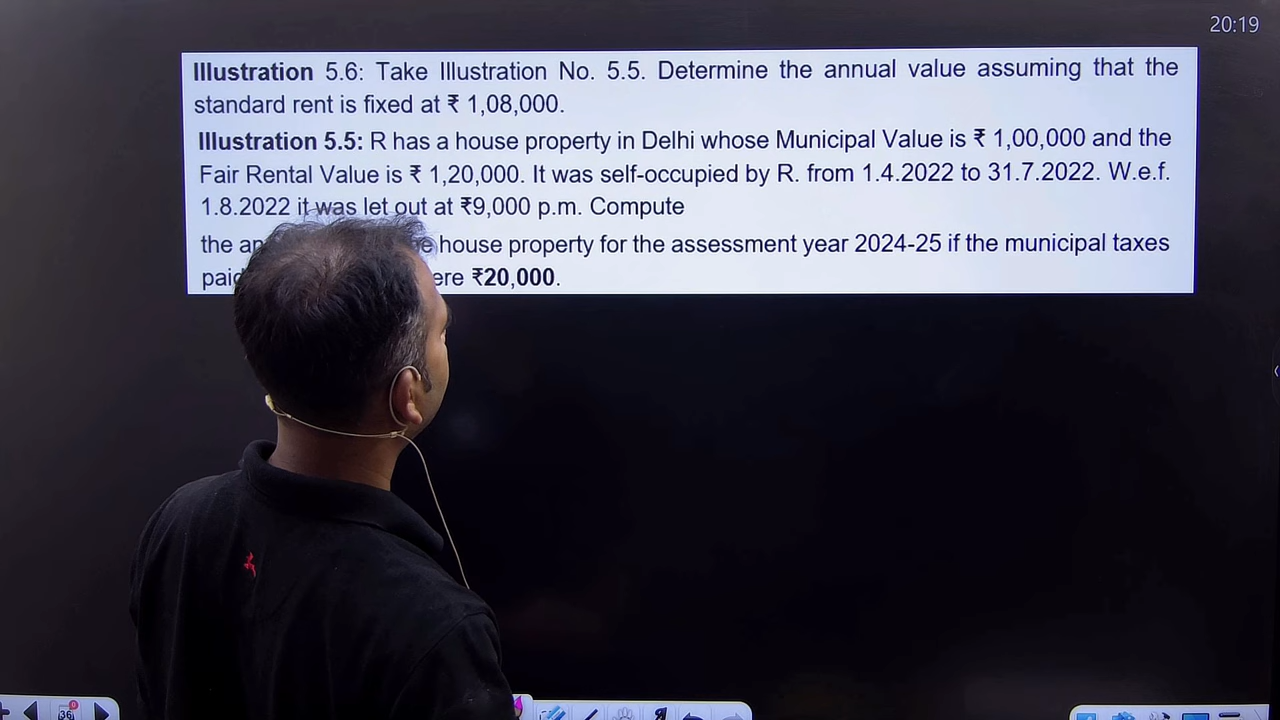 20:19
Illustration 5.6: Take Illustration No. 5.5. Determine the annual value assuming that the
standard rent is fixed at ₹ 1,08,000.
Illustration 5.5: R has a house property in Delhi whose Municipal Value is ₹ 1,00,000 and the
Fair Rental Value is ₹ 1,20,000. It was self-occupied by R. from 1.4.2022 to 31.7.2022. W.e.f.
1.8.2022 it was let out at ₹9,000 p.m. Compute
the house property for the assessment year 2024-25 if the municipal taxes
₹20,000.
36